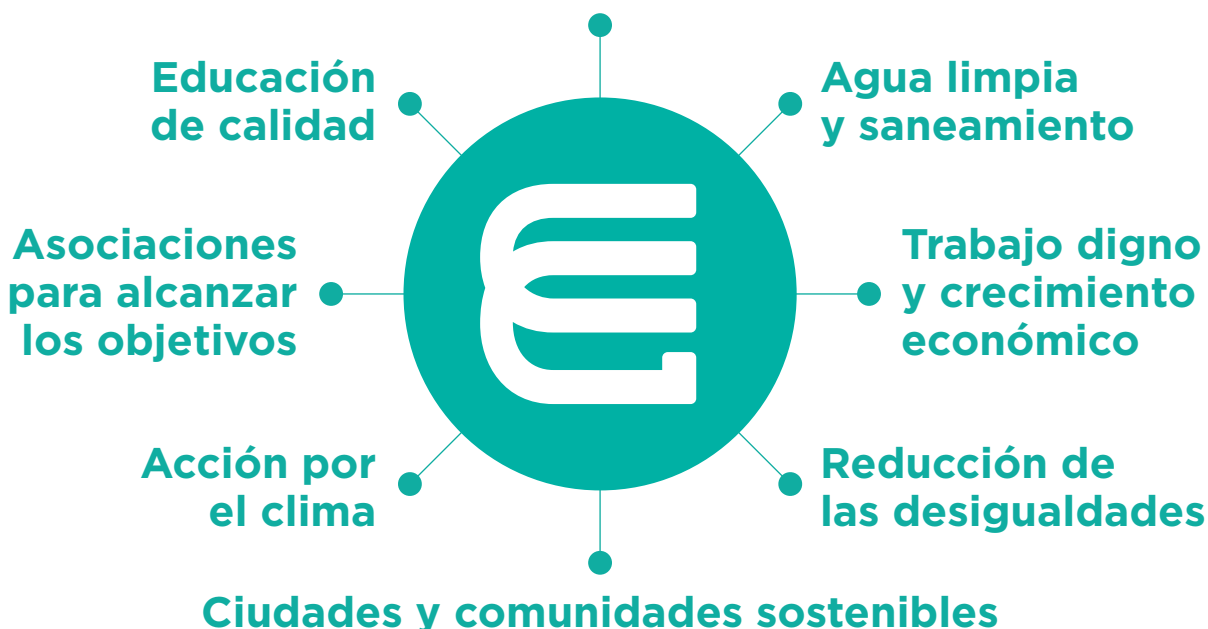 Educación
de calidad
Agua limpia
y saneamiento
Asociaciones
para alcanzar
los objetivos
Trabajo digno
y crecimiento
económico
Acción por
el clima
Reducción de
las desigualdades
Ciudades y comunidades sostenibles